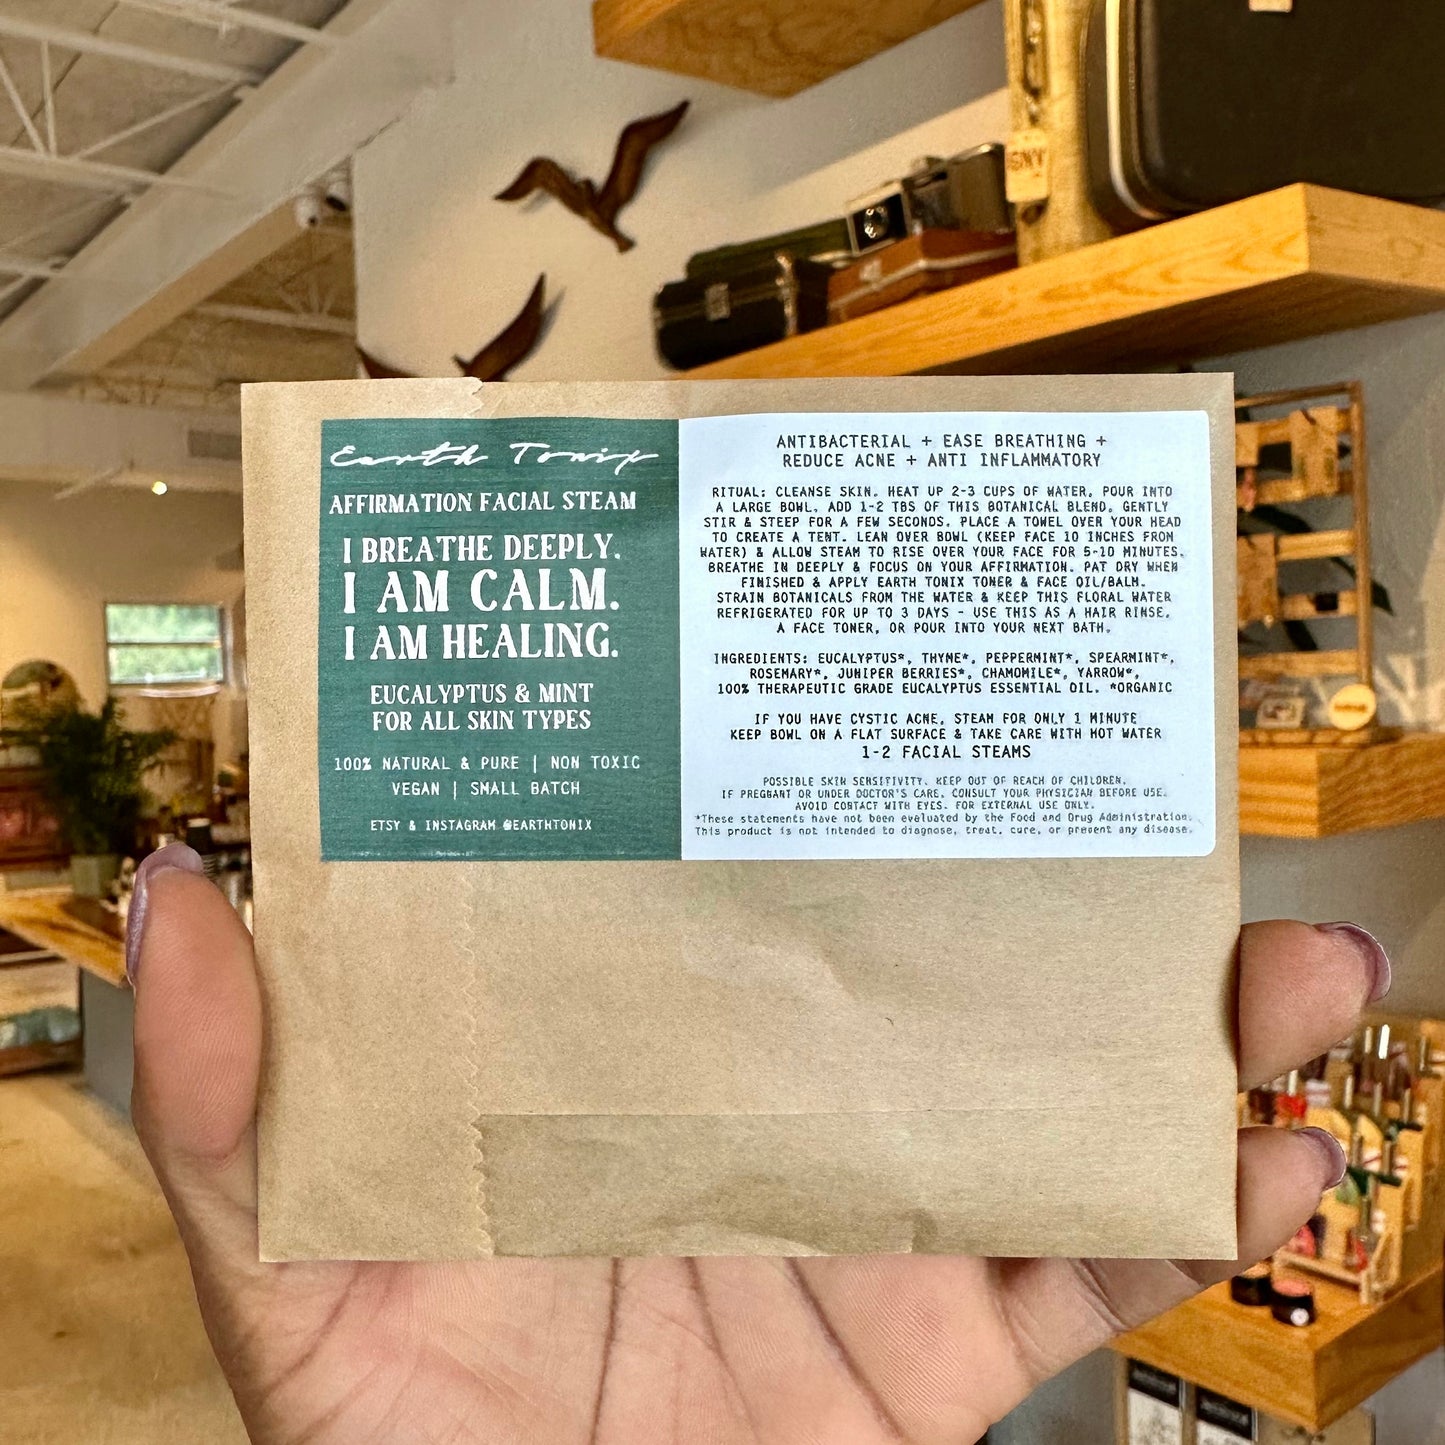 Earth Tonix
AFFIRMATION FACIAL STEAM
I BREATHE DEEPLY.
I AM CALM.
I AM HEALING.
EUCALYPTUS & MINT
FOR ALL SKIN TYPES
100% NATURAL & PURE | NON TOXIC
VEGAN | SMALL BATCH
ETSY & INSTAGRAM @EARTHTONIX
ANTIBACTERIAL + EASE BREATHING +
REDUCE ACNE + ANTI INFLAMMATORY
RITUAL: CLEANSE SKIN. HEAT UP 2-3 CUPS OF WATER. POUR INTO
A LARGE BOWL. ADD 1-2 TBS OF THIS BOTANICAL BLEND. GENTLY
STIR & STEEP FOR A FEW SECONDS. PLACE A TOWEL OVER YOUR HEAD
TO CREATE A TENT. LEAN OVER BOWL (KEEP FACE 10 INCHES FROM
WATER) & ALLOW STEAM TO RISE OVER YOUR FACE FOR 5-10 MINUTES.
BREATHE IN DEEPLY & FOCUS ON YOUR AFFIRMATION. PAT DRY WHEN
FINISHED & APPLY EARTH TONIX TONER & FACE OIL/BALM.
STRAIN BOTANICALS FROM THE WATER & KEEP THIS FLORAL WATER
REFRIGERATED FOR UP TO 3 DAYS - USE THIS AS A HAIR RINSE,
A FACE TONER, OR POUR INTO YOUR NEXT BATH.
INGREDIENTS: EUCALYPTUS*, THYME*, PEPPERMINT*, SPEARMINT*,
ROSEMARY*, JUNIPER BERRIES*, CHAMOMILE*, YARROW*,
100% THERAPEUTIC GRADE EUCALYPTUS ESSENTIAL OIL. *ORGANIC
IF YOU HAVE CYSTIC ACNE, STEAM FOR ONLY 1 MINUTE
KEEP BOWL ON A FLAT SURFACE & TAKE CARE WITH HOT WATER
1-2 FACIAL STEAMS
POSSIBLE SKIN SENSITIVITY. KEEP OUT OF REACH OF CHILDREN.
IF PREGNANT OR UNDER DOCTOR'S CARE, CONSULT YOUR PHYSICIAN BEFORE USE.
AVOID CONTACT WITH EYES. FOR EXTERNAL USE ONLY.
*These statements have not been evaluated by the Food and Drug Administration.
This product is not intended to diagnose, treat, cure, or prevent any disease.